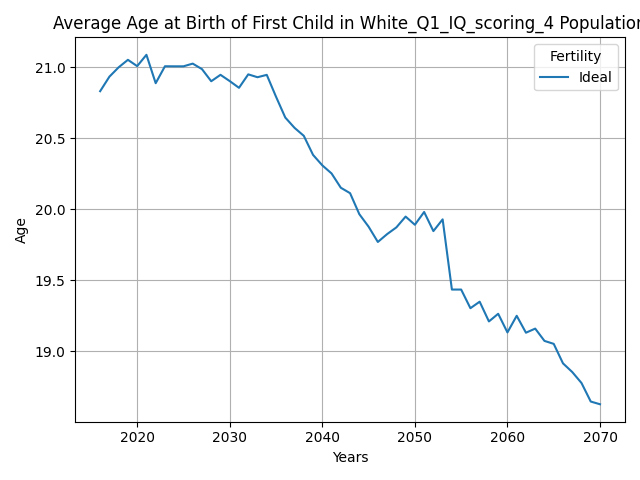 Average Age at Birth of First Child in White_Q1_IQ_scoring_4 Population
Fertility
Ideal
21.0
20.5
20.0
19.5
19.0
Age
2020 2030 2040 2050 2060 2070
Years